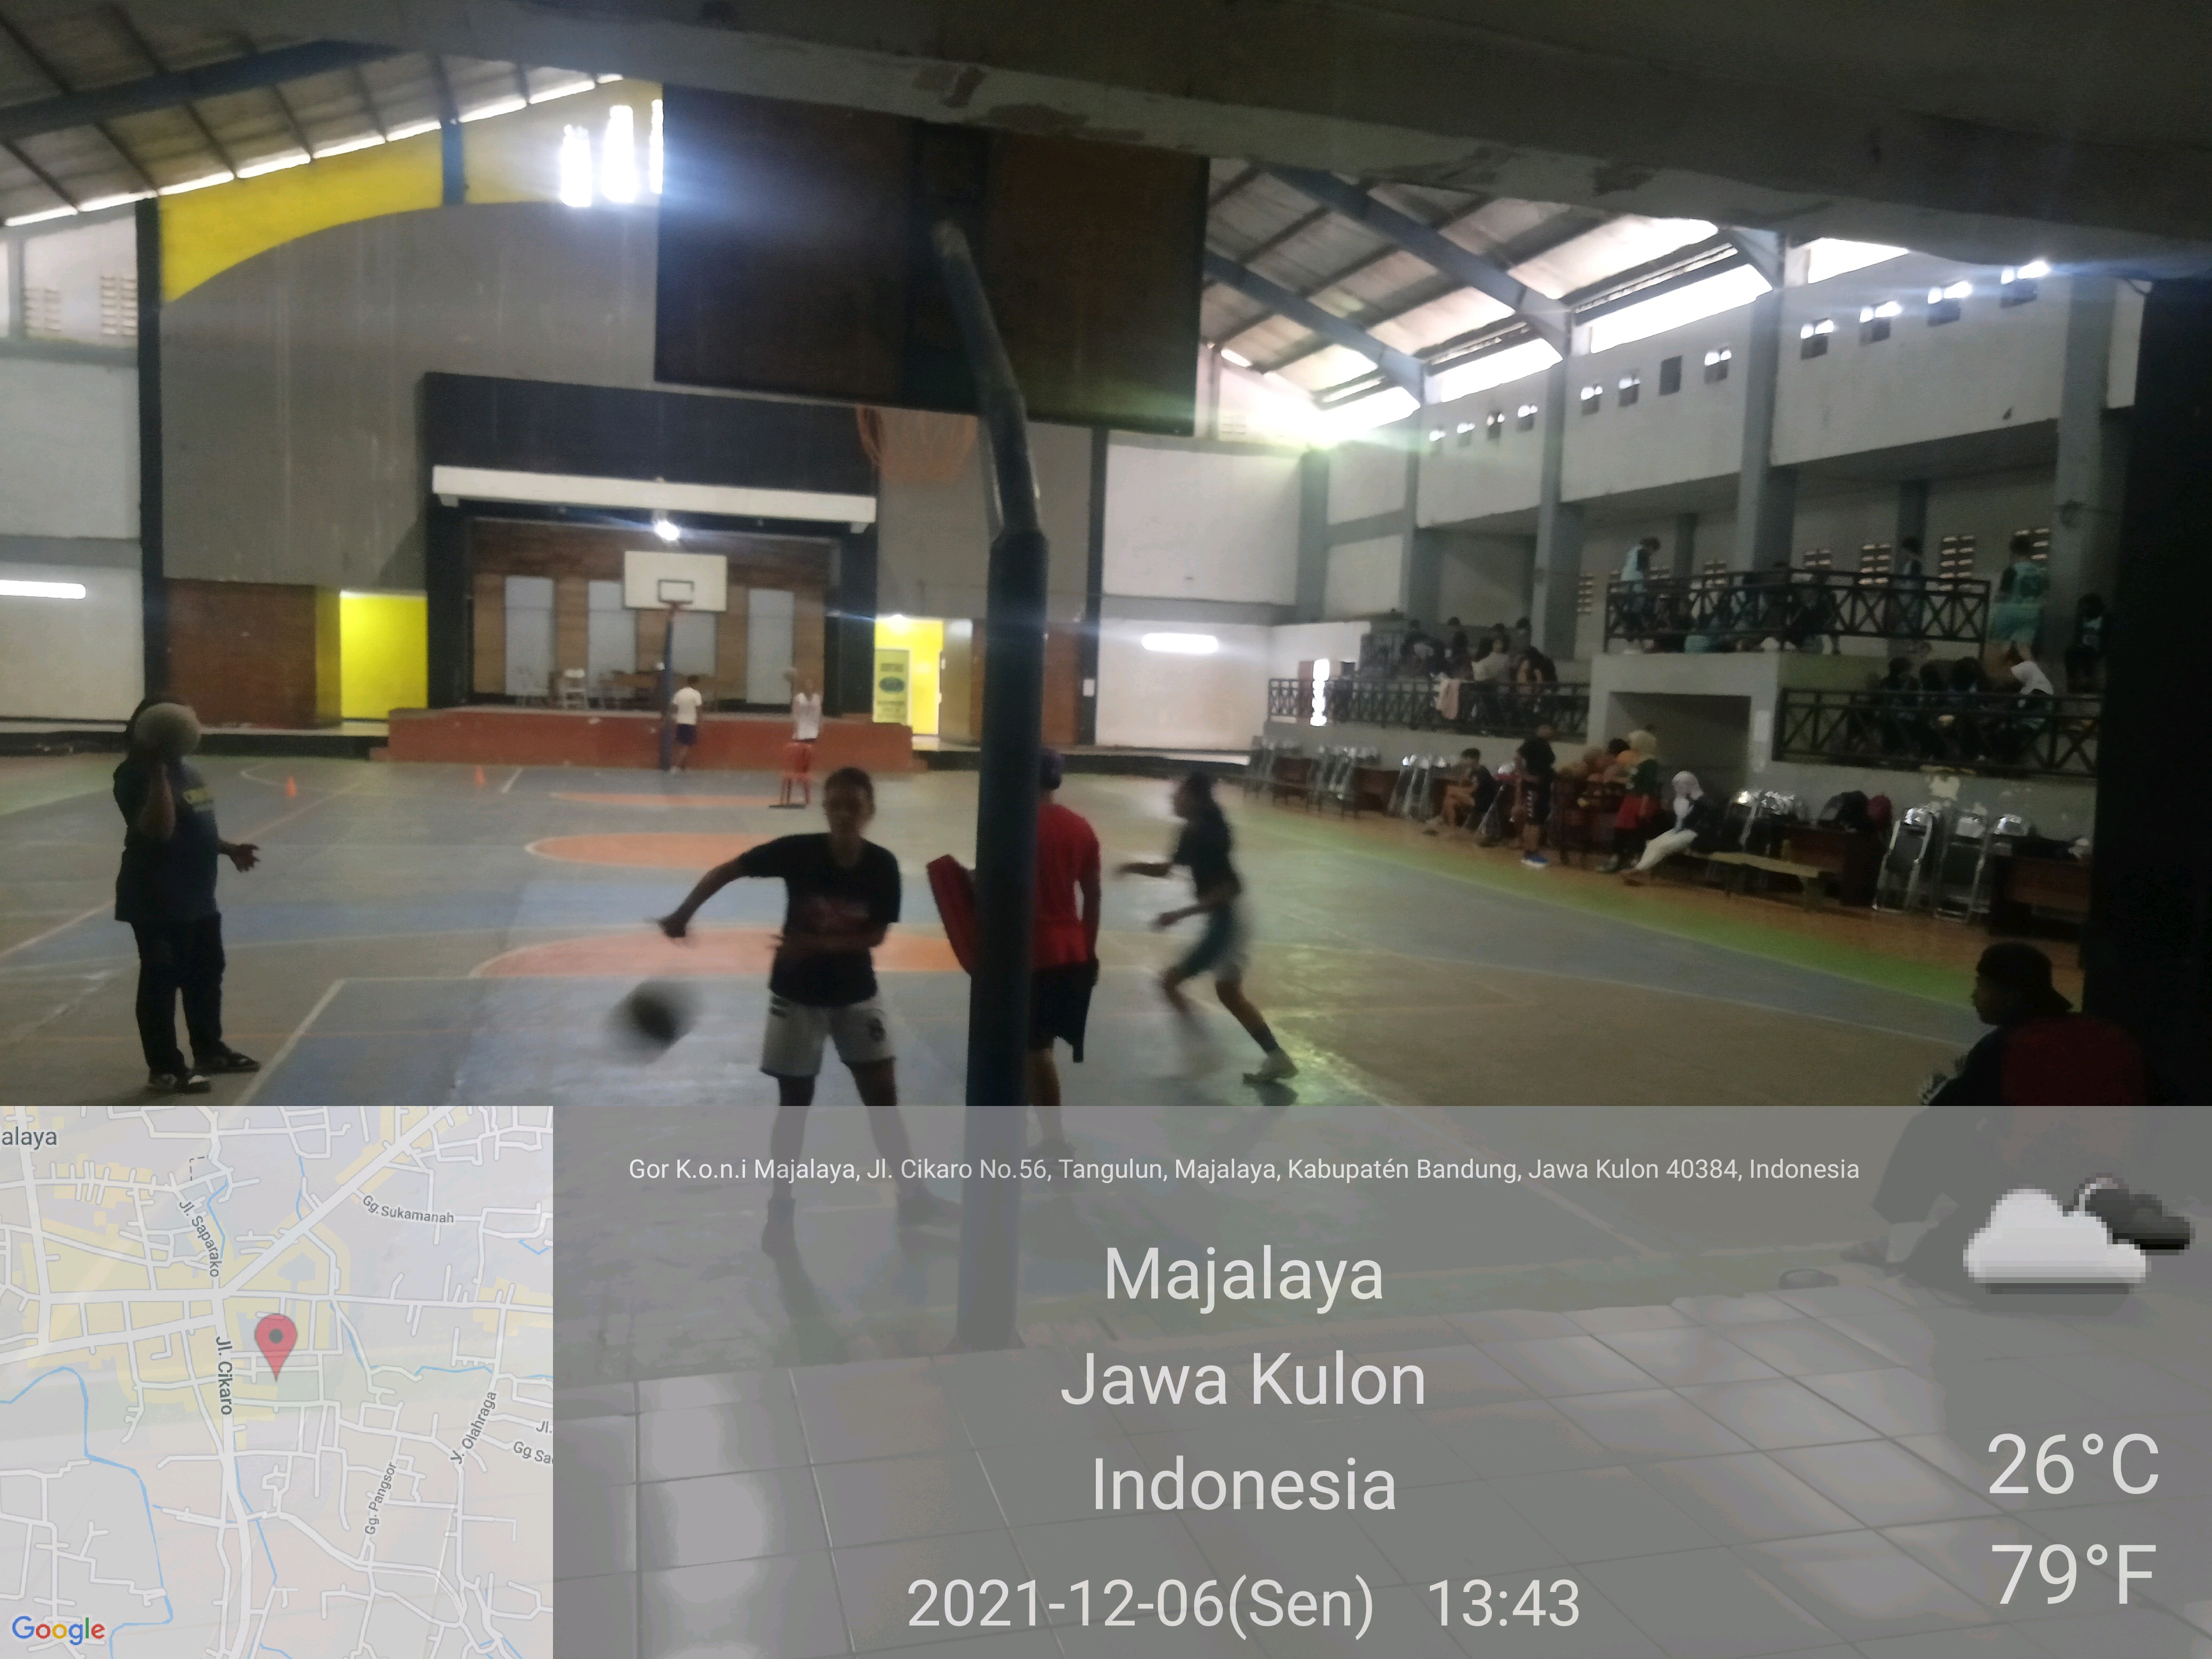 Gor K.o.n.i Majalaya, Jl. Cikaro No.56, Tangulun, Majalaya, Kabupatén Bandung, Jawa Kulon 40384, Indonesia
Majalaya
Jawa Kulon
Indonesia
2021-12-06(Sen) 13:43
26°C
79°F
alaya
Gg.Sukamanah
Jl. Saparako
Jl. Cikaro
Jl. Olahraga
Jl.
Gg. Sa
Gg. Pangsor
Google